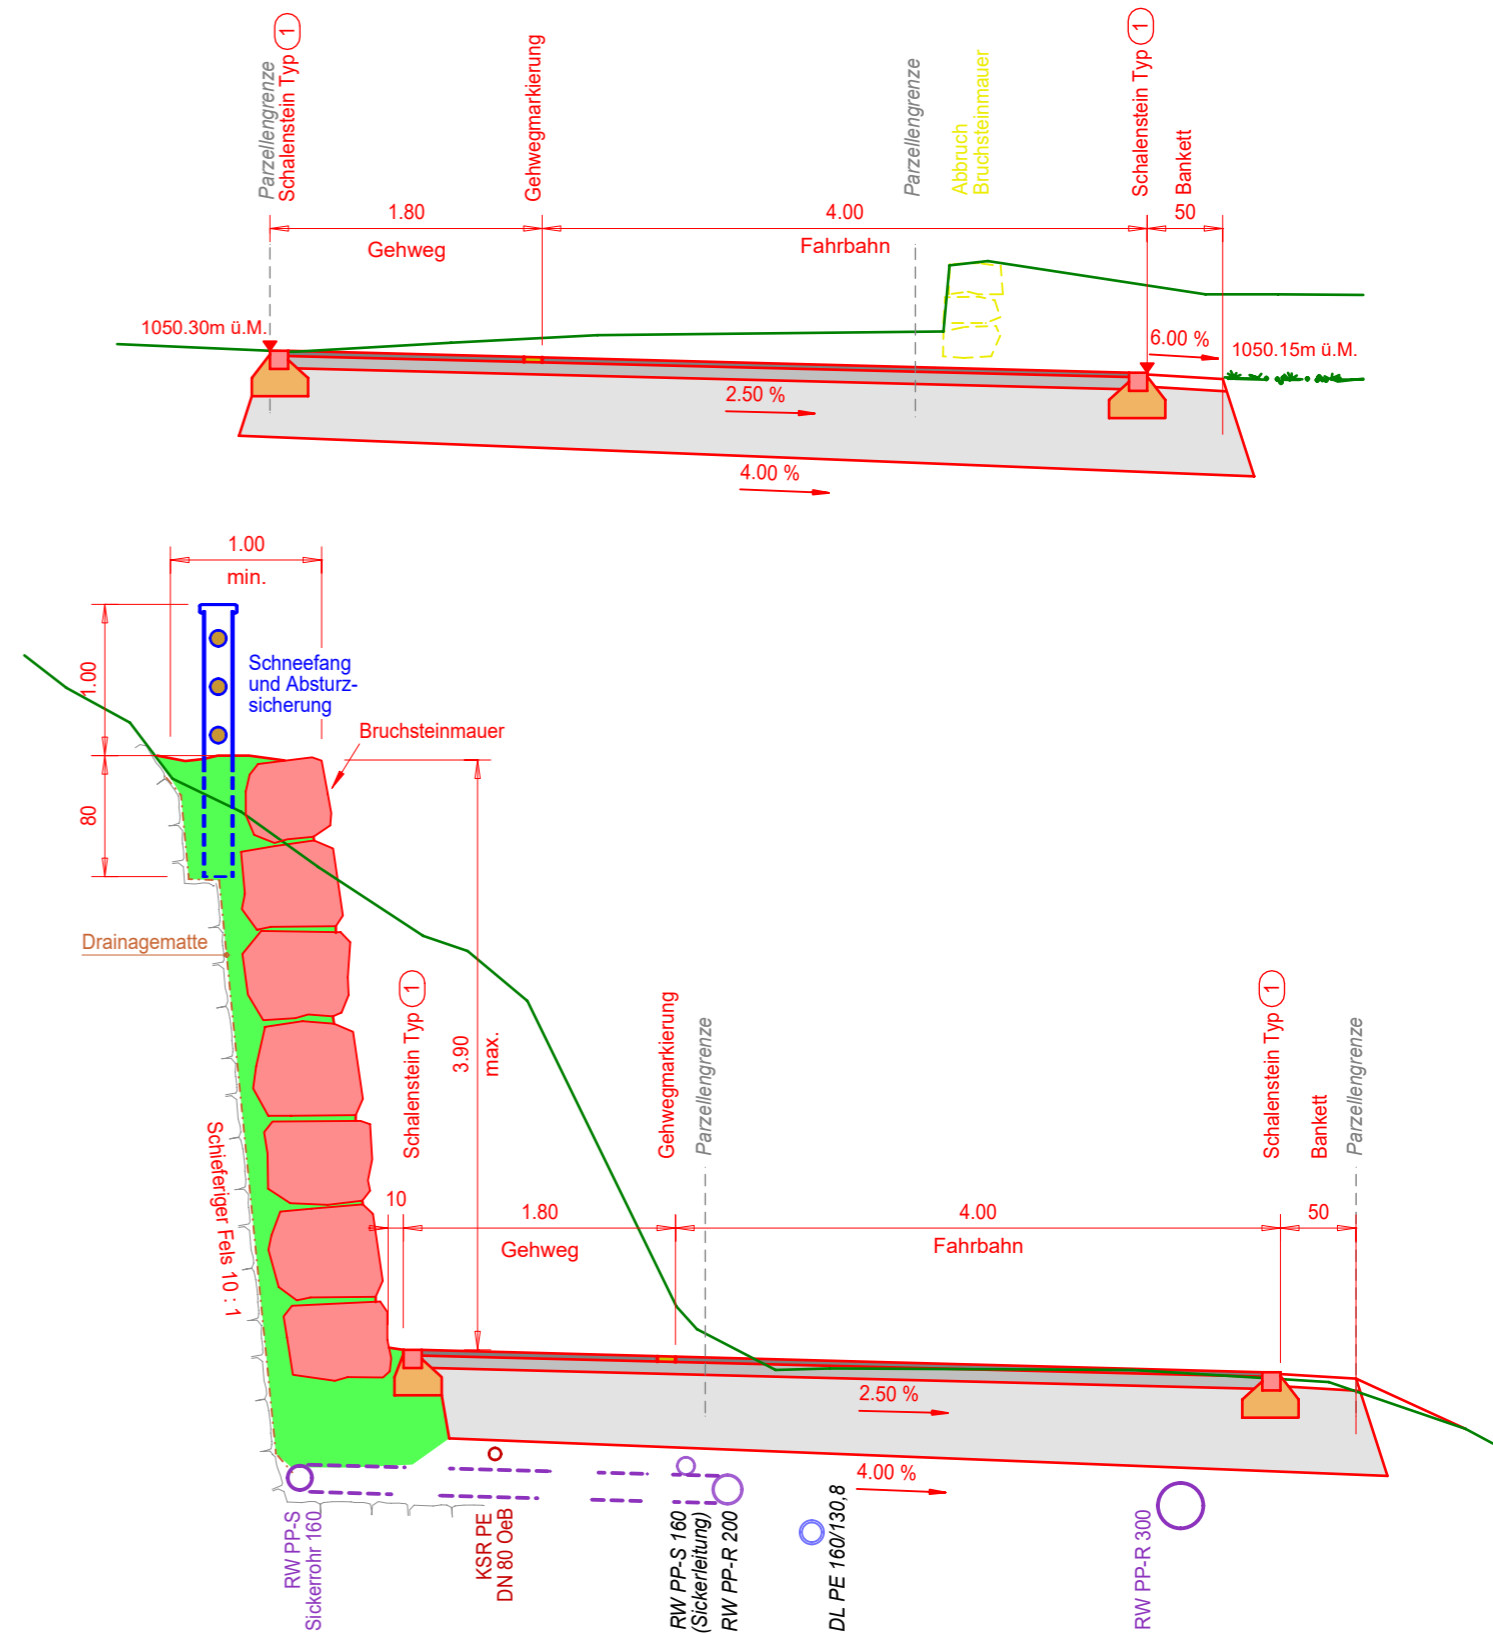 Parzellengrenze
Schalenstein Typ 1
Gehwegmarkierung
Parzellengrenze
Abbruch
Bruchsteinmauer
Schalenstein Typ 1
Bankett
1.80
4.00
50
Gehweg
Fahrbahn
1050.30m ü.M.
6.00 %
1050.15m ü.M.
2.50 %
4.00 %
1.00
min.
1.00
80
Schneefang
und Absturz-
sicherung
Bruchsteinmauer
Drainagematte
Schieferiger Fels 10 : 1
3.90
max.
Schalenstein Typ 1
Gehwegmarkierung
Parzellengrenze
Schalenstein Typ 1
Bankett
Parzellengrenze
10
1.80
4.00
50
Gehweg
Fahrbahn
2.50 %
4.00 %
RW PP-S
Sickerrohr 160
KSR PE
DN 80 OeB
RW PP-S 160
(Sickerleitung)
RW PP-R 200
DL PE 160/130,8
RW PP-R 300